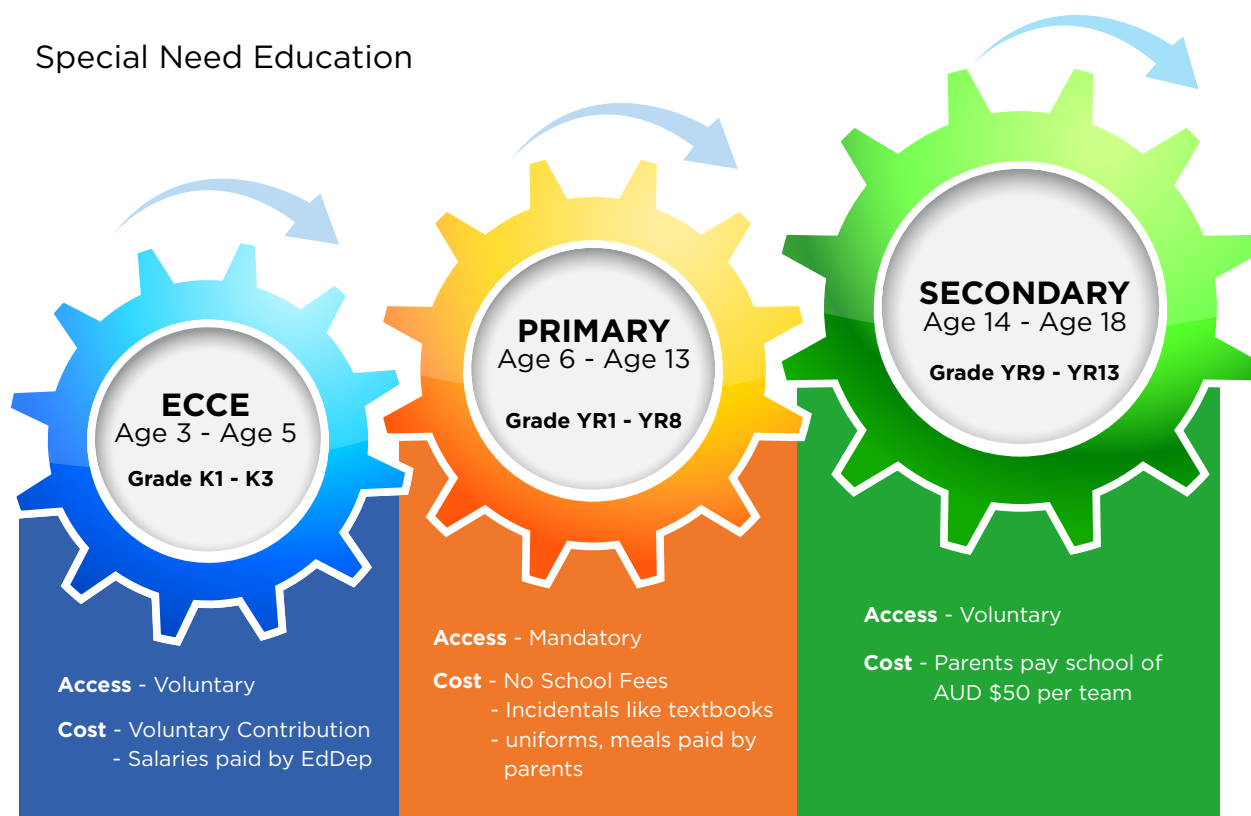 Special Need Education
ECCE
Age 3 - Age 5
Grade K1 - K3
Access - Voluntary
Cost - Voluntary Contribution
- Salaries paid by EdDep
PRIMARY
Age 6 - Age 13
Grade YR1 - YR8
Access - Mandatory
Cost - No School Fees
- Incidentals like textbooks
- uniforms, meals paid by
parents
SECONDARY
Age 14 - Age 18
Grade YR9 - YR13
Access - Voluntary
Cost - Parents pay school of
AUD $50 per team